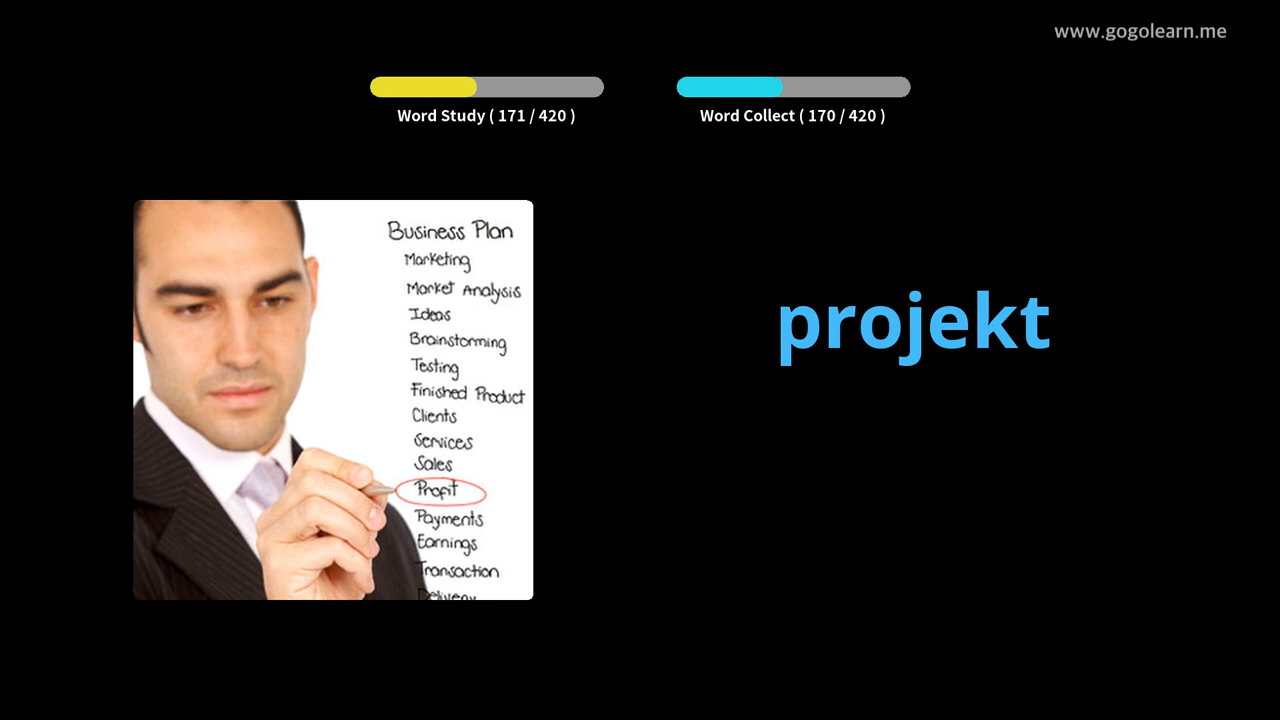 www.gogolearn.me
Word Study ( 171 / 420 )
Word Collect ( 170 / 420 )
Business Plan
Marketing
Market Analysis
Ideas
Brainstorming
Testing
Finished Product
Clients
Services
Sales
Profit
Payments
Earnings
Transaction
Delivery
projekt